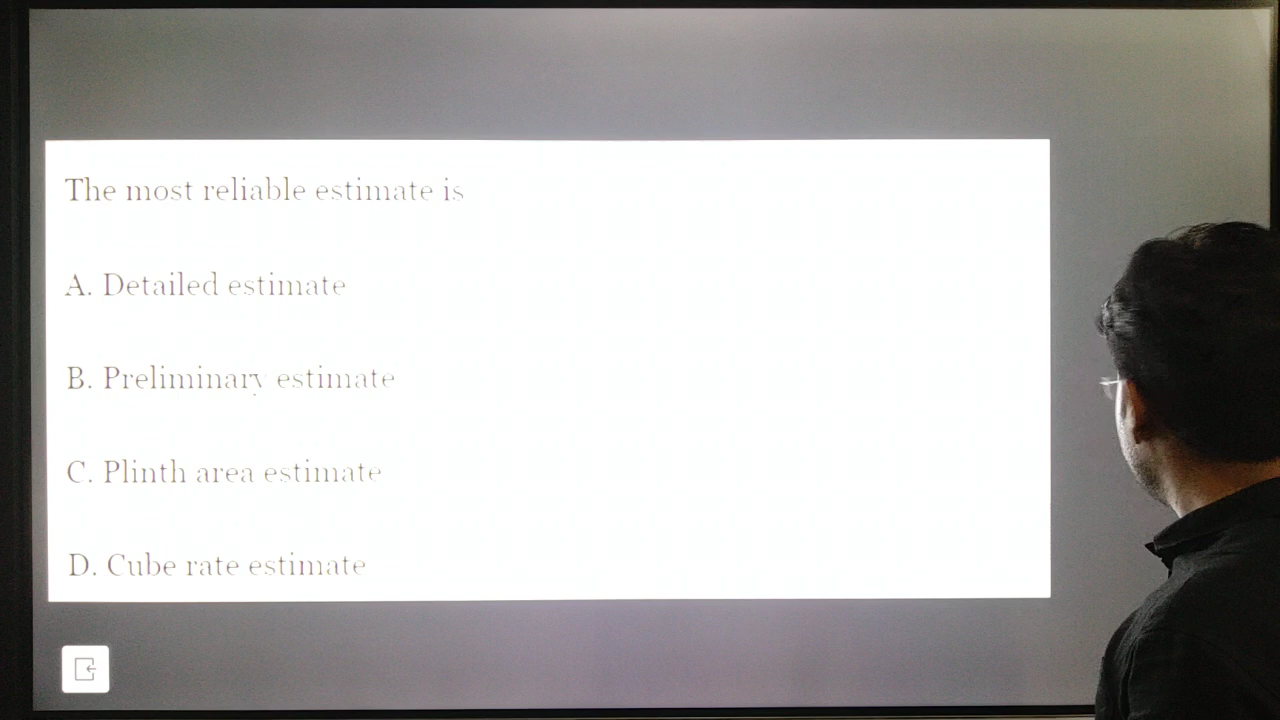 The most reliable estimate is
A. Detailed estimate
B. Preliminary estimate
C. Plinth area estimate
D. Cube rate estimate